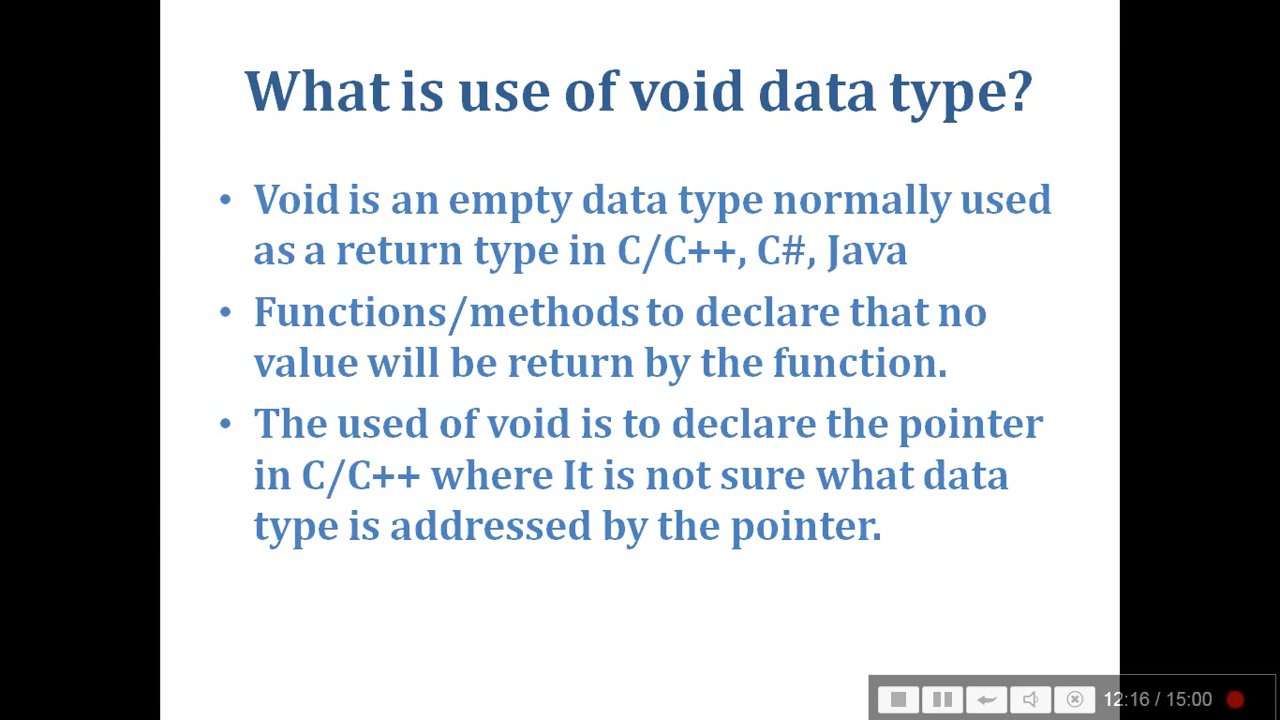 What is use of void data type?
• Void is an empty data type normally used
as a return type in C/C++, C#, Java
• Functions/methods to declare that no
value will be return by the function.
• The used of void is to declare the pointer
in C/C++ where It is not sure what data
type is addressed by the pointer.
12:16 / 15:00